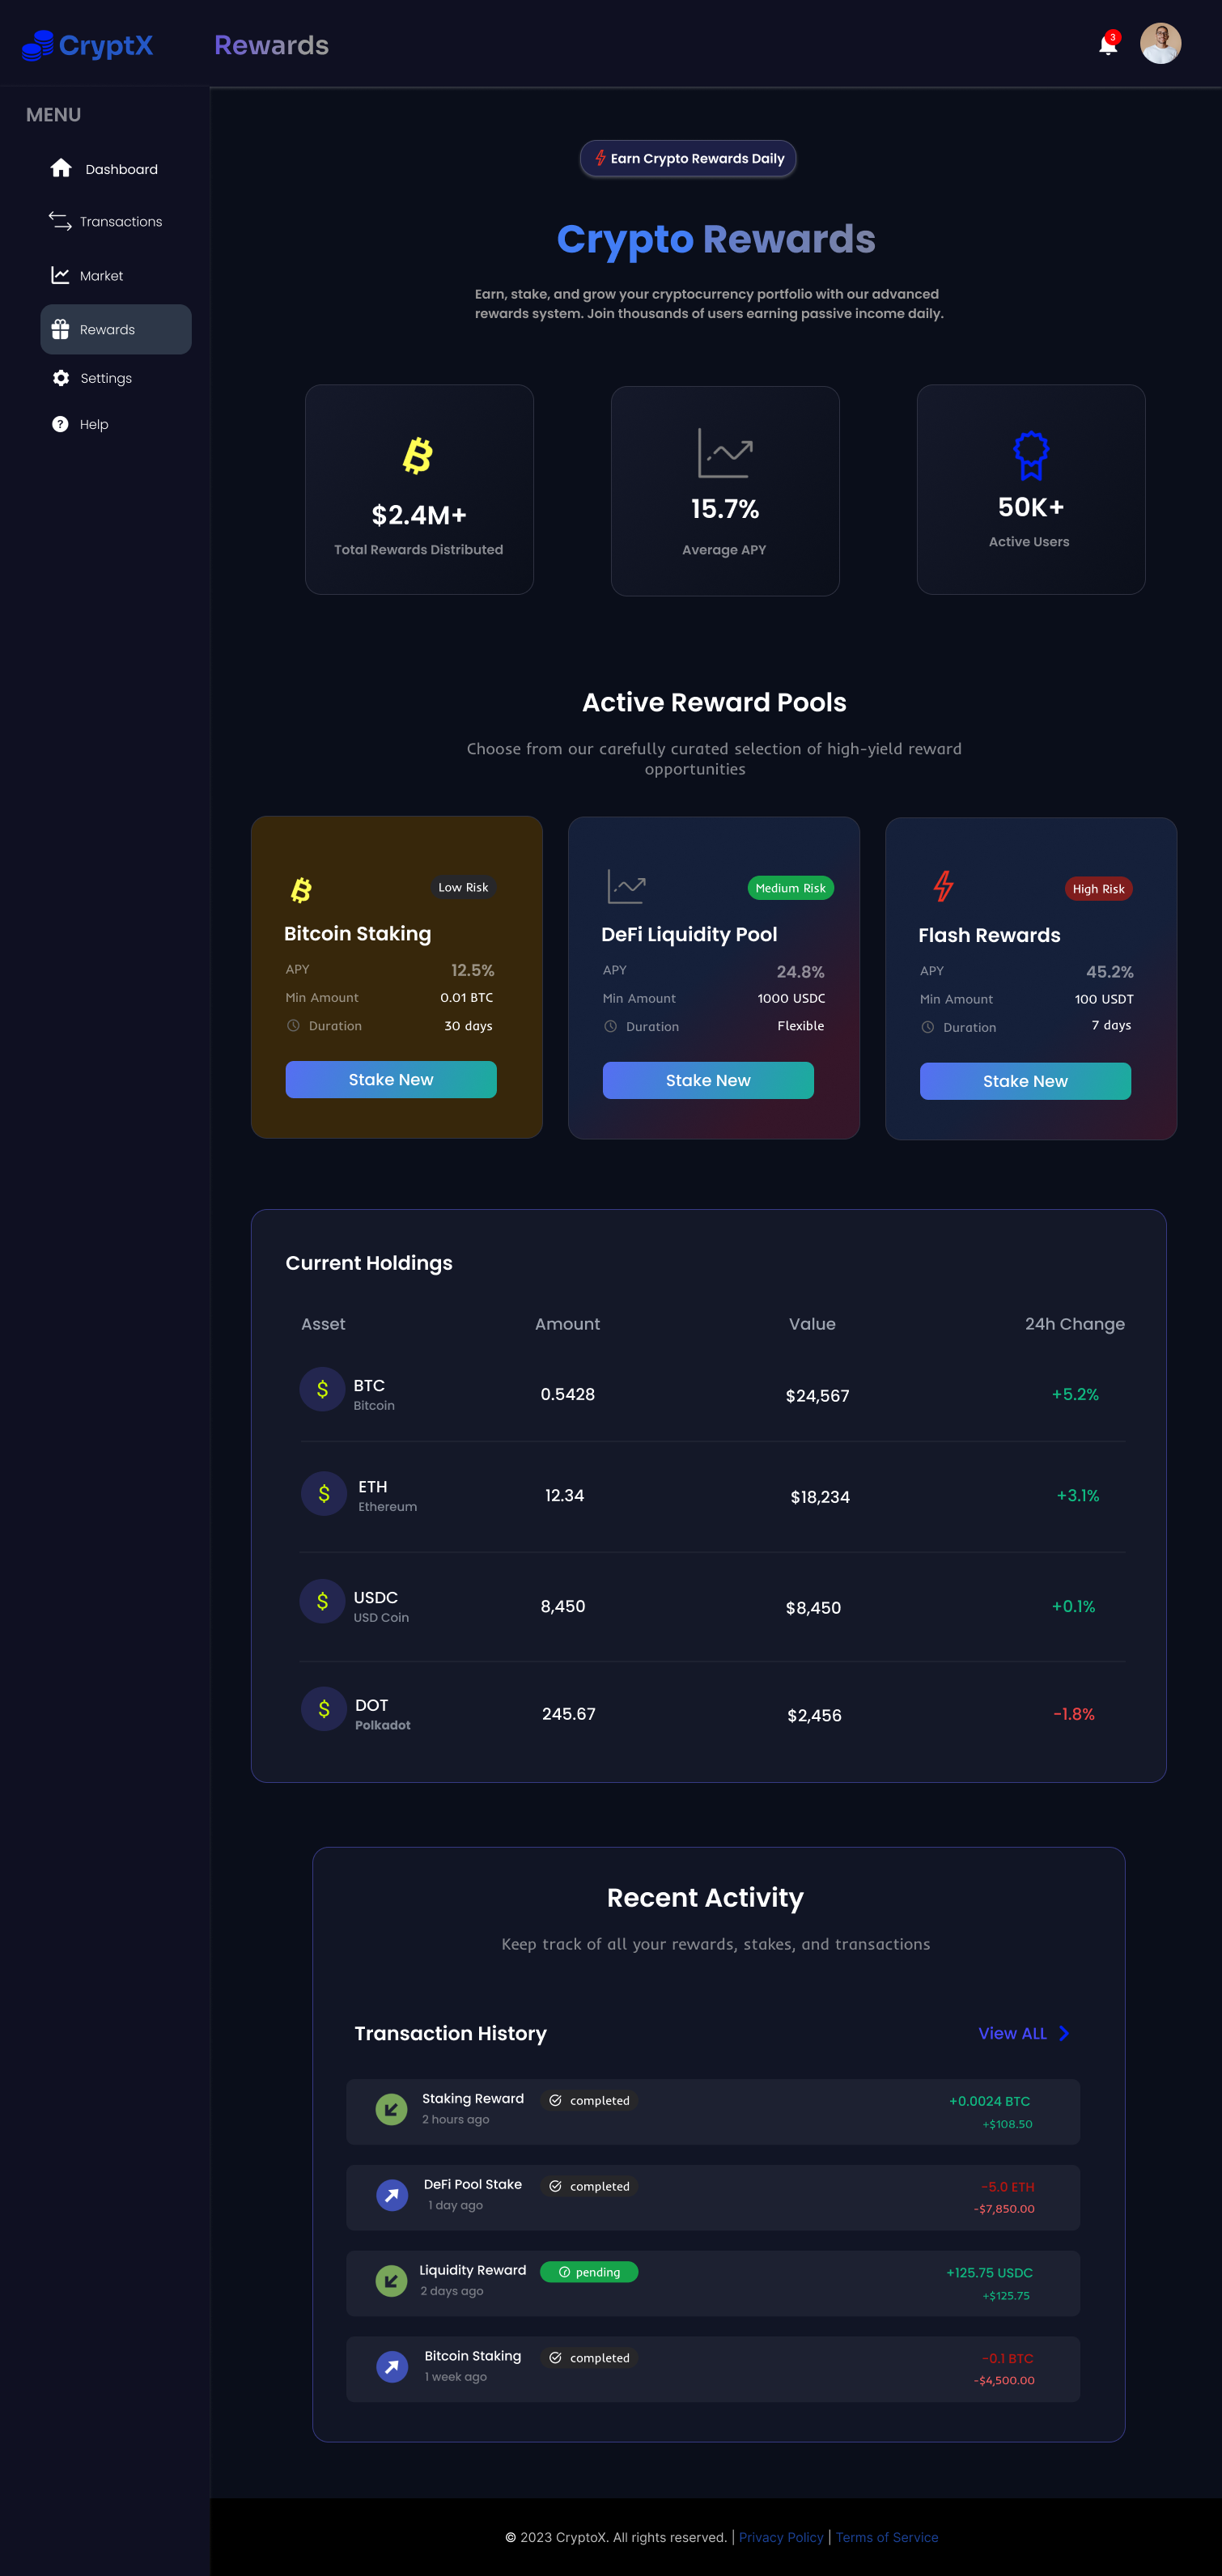 CryptX
Rewards
3
MENU
Dashboard
Transactions
Market
Rewards
Settings
Help
Earn Crypto Rewards Daily
Crypto Rewards
Earn, stake, and grow your cryptocurrency portfolio with our advanced
rewards system. Join thousands of users earning passive income daily.
$2.4M+
Total Rewards Distributed
15.7%
Average APY
50K+
Active Users
Active Reward Pools
Choose from our carefully curated selection of high-yield reward
opportunities
Low Risk
Bitcoin Staking
APY 12.5%
Min Amount 0.01 BTC
Duration 30 days
Stake New
Medium Risk
DeFi Liquidity Pool
APY 24.8%
Min Amount 1000 USDC
Duration Flexible
Stake New
High Risk
Flash Rewards
APY 45.2%
Min Amount 100 USDT
Duration 7 days
Stake New
Current Holdings
Asset Amount Value 24h Change
$ BTC 0.5428 $24,567 +5.2%
Bitcoin
$ ETH 12.34 $18,234 +3.1%
Ethereum
$ USDC 8,450 $8,450 +0.1%
USD Coin
$ DOT 245.67 $2,456 -1.8%
Polkadot
Recent Activity
Keep track of all your rewards, stakes, and transactions
Transaction History View ALL
Staking Reward completed +0.0024 BTC
2 hours ago +$108.50
DeFi Pool Stake completed -5.0 ETH
1 day ago -$7,850.00
Liquidity Reward pending +125.75 USDC
2 days ago +$125.75
Bitcoin Staking completed -0.1 BTC
1 week ago -$4,500.00
© 2023 CryptoX. All rights reserved. | Privacy Policy | Terms of Service